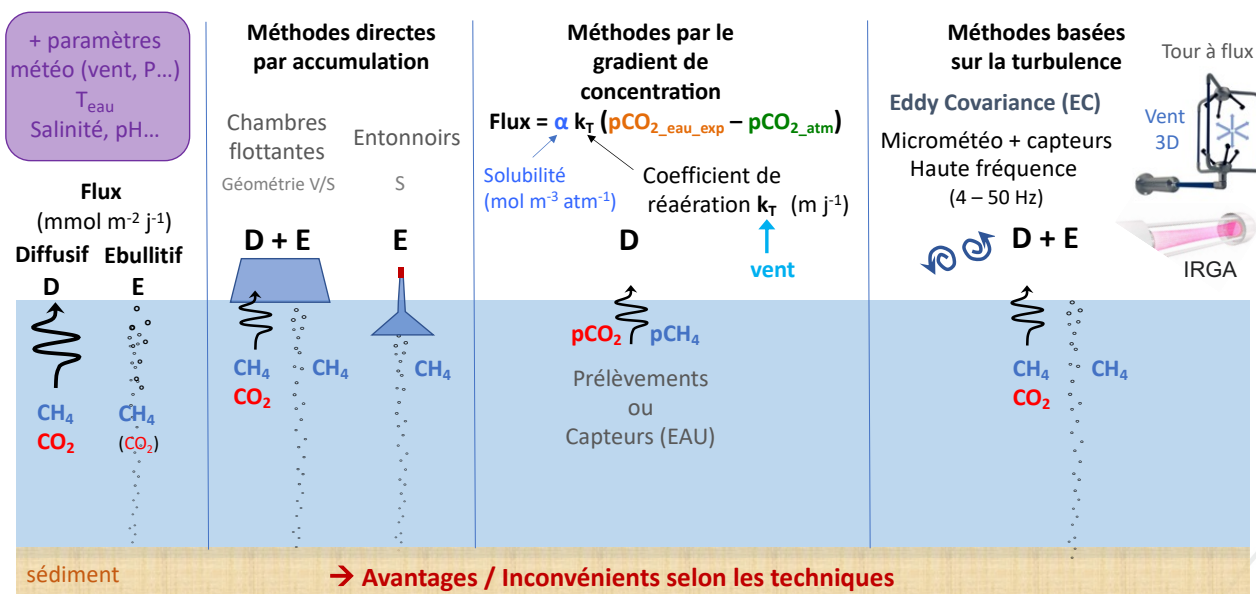 + paramètres
météo (vent, P...)
T_eau
Salinité, pH...
Flux
(mmol m⁻² j⁻¹)
Diffusif Ebullitif
D E
CH₄ CH₄
CO₂ (CO₂)
Méthodes directes
par accumulation
Chambres
flottantes
Géométrie V/S
Entonnoirs
S
D + E
E
CH₄ CH₄ CH₄
CO₂
Méthodes par le
gradient de
concentration
Flux = α k_T (pCO₂_eau_exp – pCO₂_atm)
Solubilité
(mol m⁻³ atm⁻¹)
Coefficient de
réaération k_T (m j⁻¹)
D
vent
pCO₂ pCH₄
Prélèvements
ou
Capteurs (EAU)
Méthodes basées
sur la turbulence
Eddy Covariance (EC)
Micrométéo + capteurs
Haute fréquence
(4 – 50 Hz)
D + E
Tour à flux
Vent
3D
IRGA
CH₄ CH₄
CO₂
sédiment
→ Avantages / Inconvénients selon les techniques